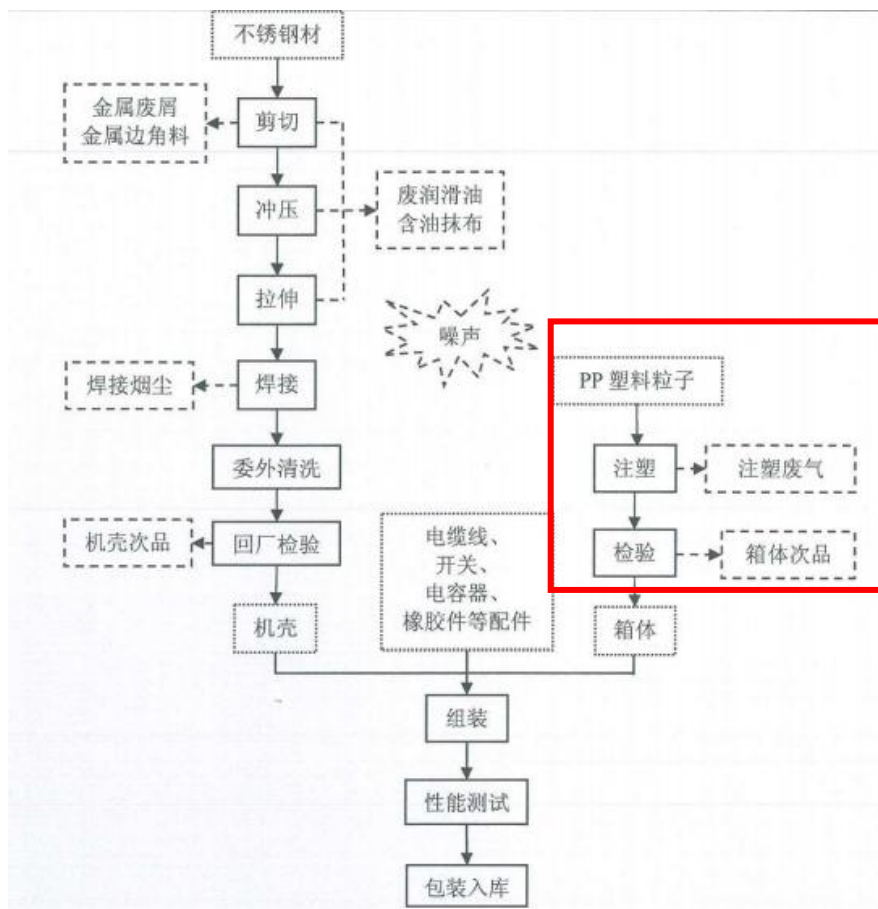 不锈钢材
金属废屑
金属边角料
剪切
冲压
废润滑油
含油抹布
拉伸
噪声
焊接烟尘
焊接
PP 塑料粒子
委外清洗
注塑
注塑废气
机壳次品
回厂检验
电缆线、
开关、
电容器、
橡胶件等配件
检验
箱体次品
机壳
箱体
组装
性能测试
包装入库